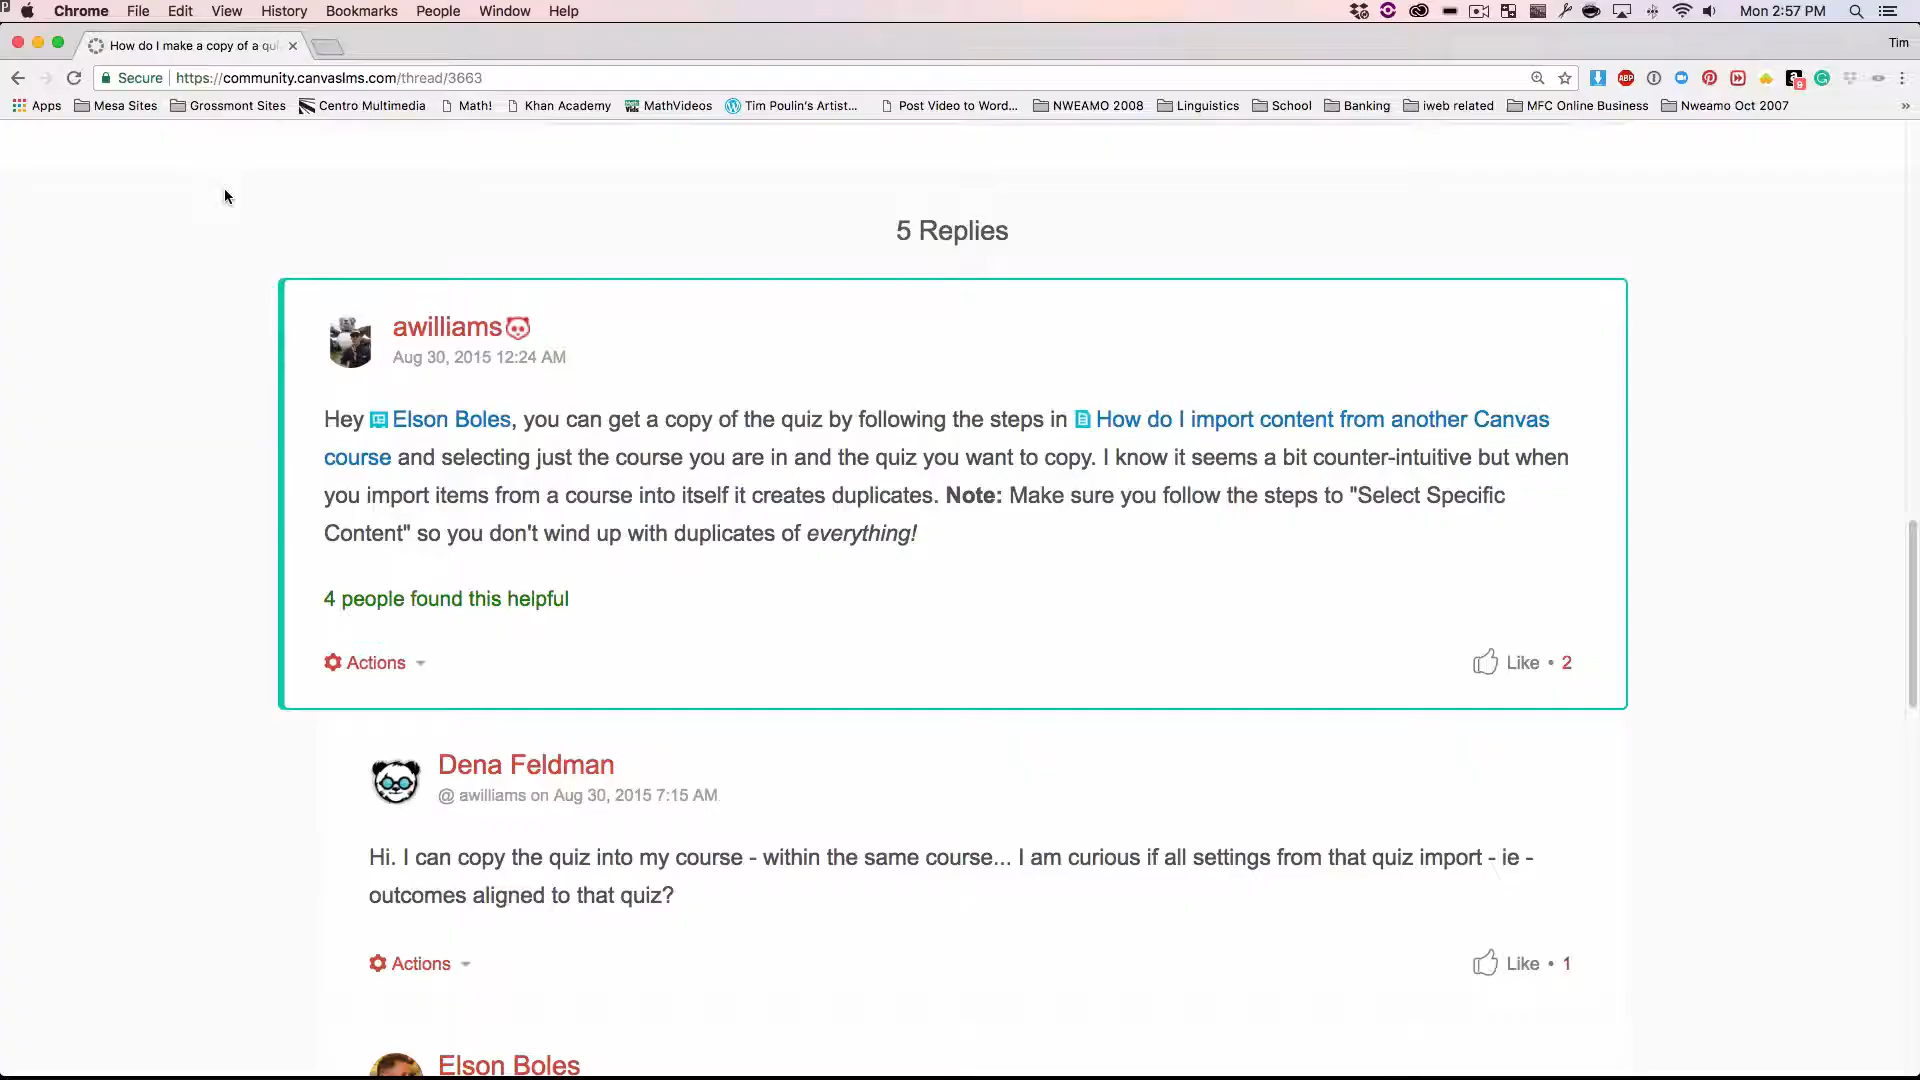 Chrome File Edit View History Bookmarks People Window Help Mon 2:57 PM
How do I make a copy of a qui Tim
Secure https://community.canvaslms.com/thread/3663
Apps Mesa Sites Grossmont Sites Centro Multimedia Math! Khan Academy MathVideos Tim Poulin's Artist... Post Video to Word... NWEAMO 2008 Linguistics School Banking iweb related MFC Online Business Nweamo Oct 2007 »
5 Replies
awilliams
Aug 30, 2015 12:24 AM
Hey Elson Boles, you can get a copy of the quiz by following the steps in How do I import content from another Canvas
course and selecting just the course you are in and the quiz you want to copy. I know it seems a bit counter-intuitive but when
you import items from a course into itself it creates duplicates. Note: Make sure you follow the steps to "Select Specific
Content" so you don't wind up with duplicates of everything!
4 people found this helpful
Actions Like • 2
Dena Feldman
@ awilliams on Aug 30, 2015 7:15 AM
Hi. I can copy the quiz into my course - within the same course... I am curious if all settings from that quiz import - ie -
outcomes aligned to that quiz?
Actions Like • 1
Elson Boles